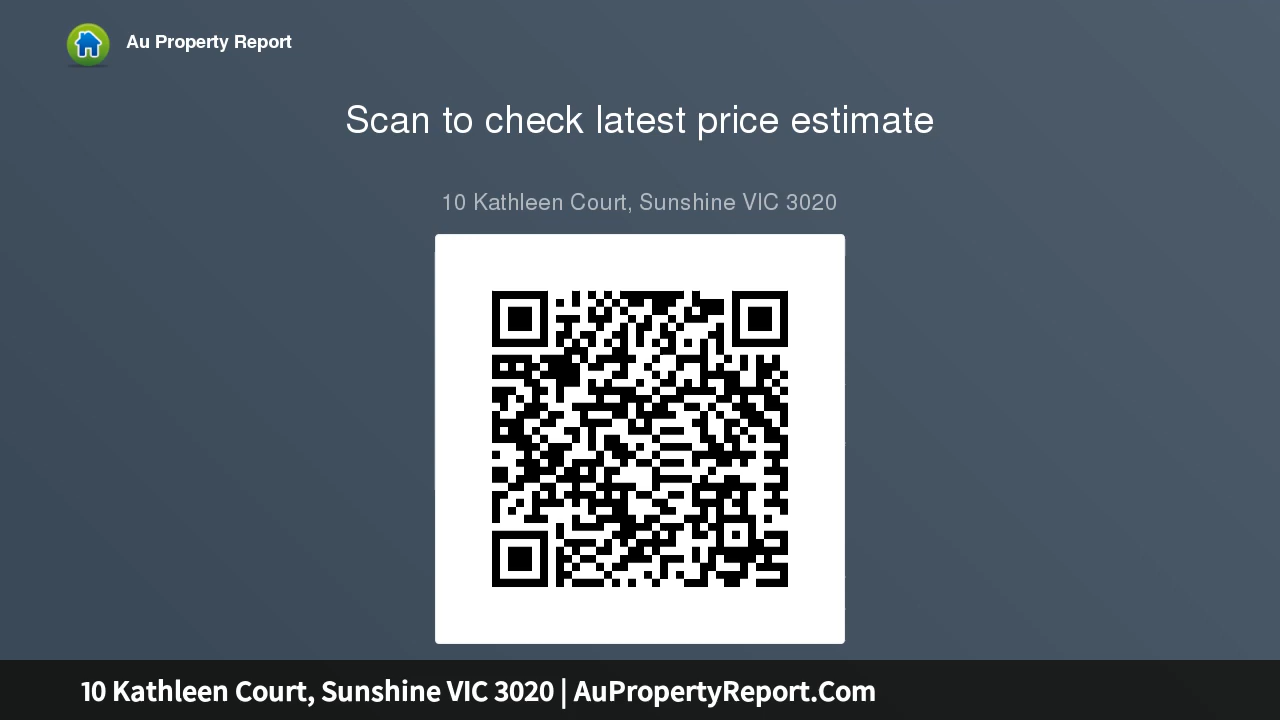 Au Property Report
Scan to check latest price estimate
10 Kathleen Court, Sunshine VIC 3020
10 Kathleen Court, Sunshine VIC 3020 | AuPropertyReport.Com